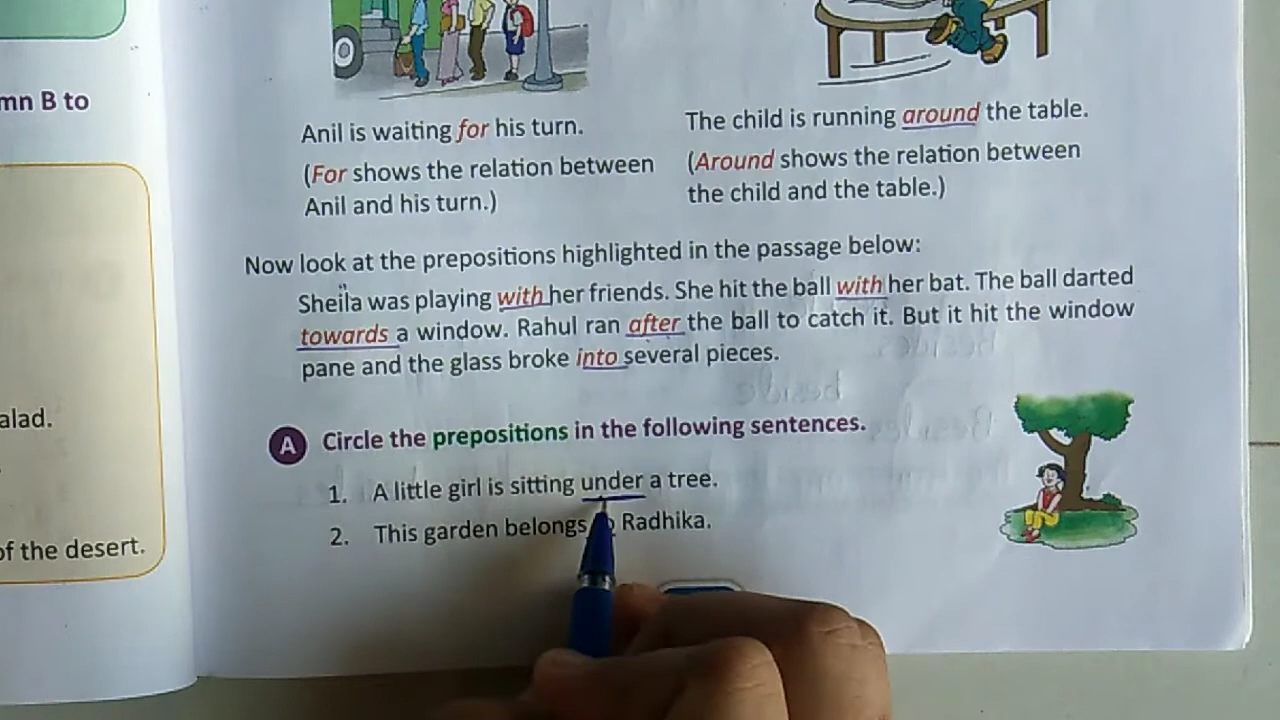 mn B to
alad.
of the desert.
Anil is waiting for his turn.
(For shows the relation between
Anil and his turn.)
The child is running around the table.
(Around shows the relation between
the child and the table.)
Now look at the prepositions highlighted in the passage below:
Sheila was playing with her friends. She hit the ball with her bat. The ball darted
towards a window. Rahul ran after the ball to catch it. But it hit the window
pane and the glass broke into several pieces.
A Circle the prepositions in the following sentences.
1. A little girl is sitting under a tree.
2. This garden belongs Radhika.